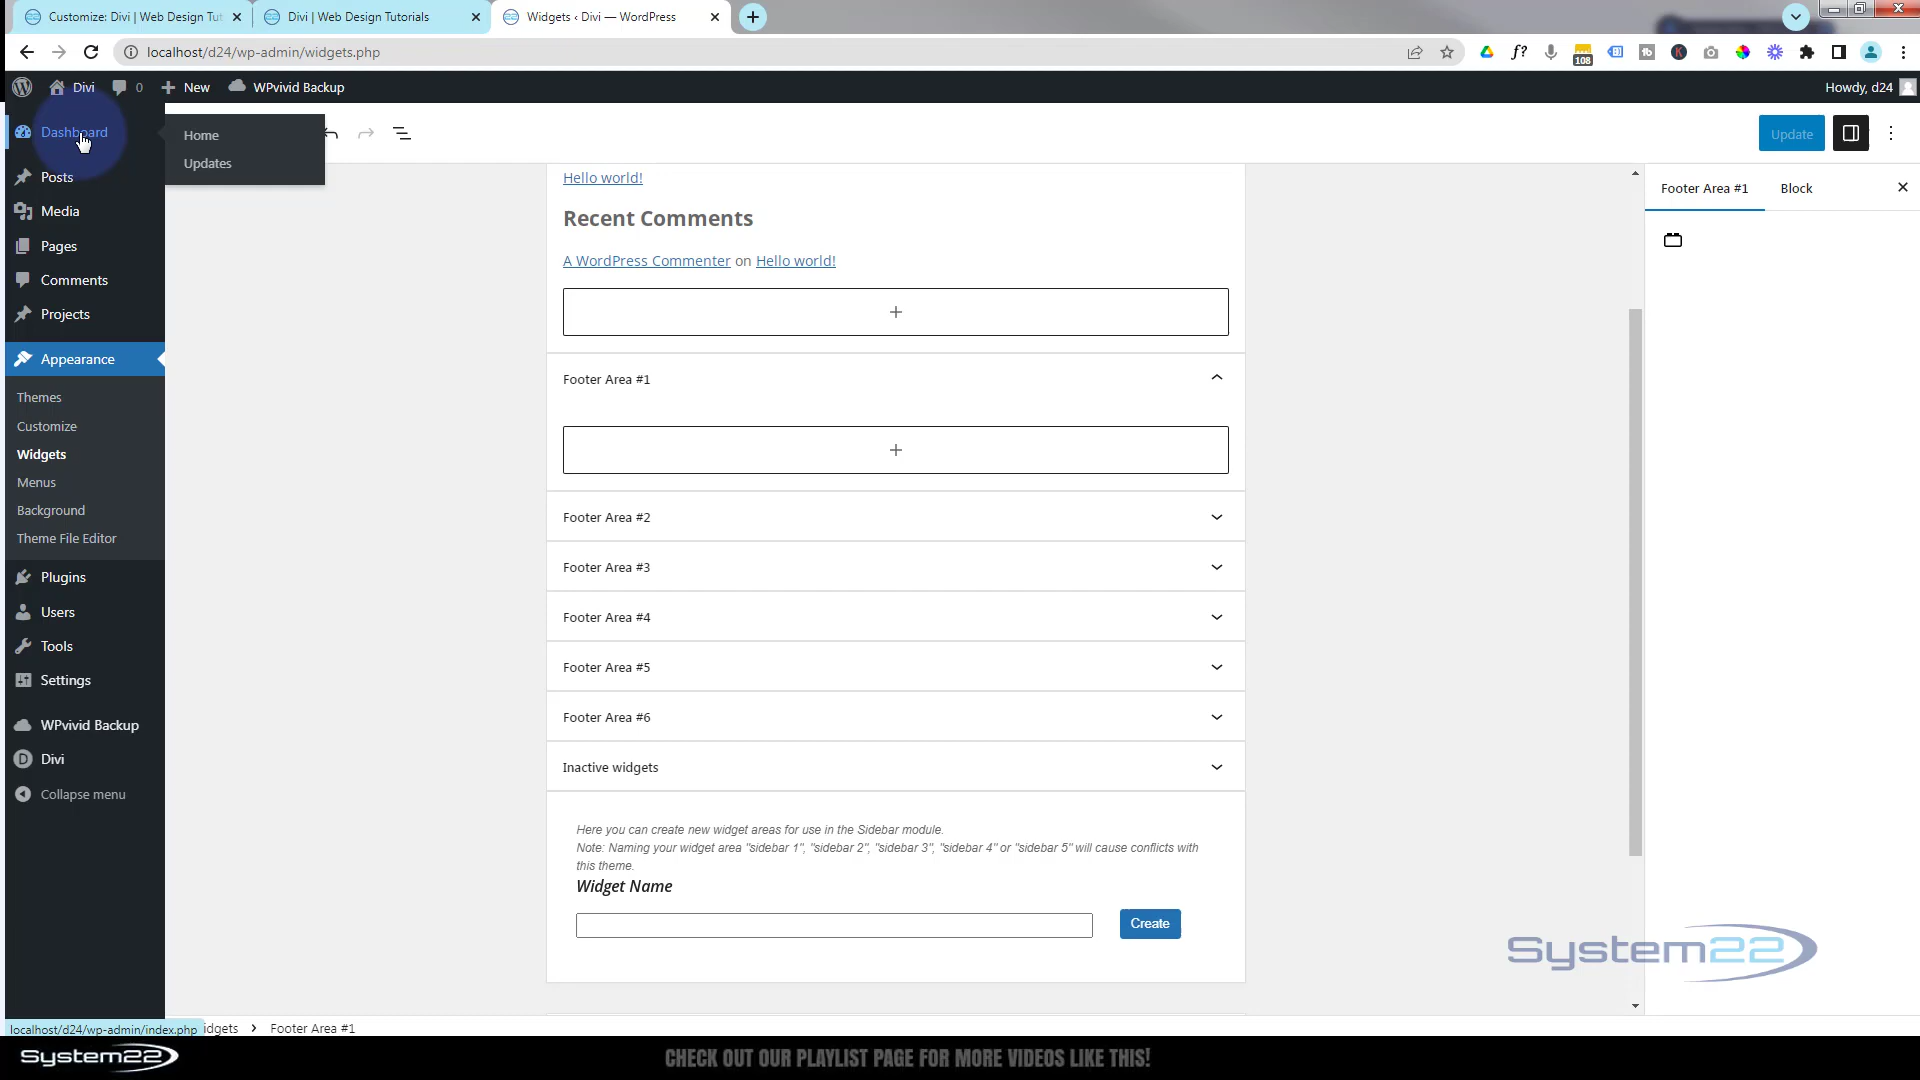 Customize: Divi | Web Design Tut
Divi | Web Design Tutorials
Widgets ‹ Divi — WordPress
localhost/d24/wp-admin/widgets.php
108
Divi
0
New
WPvivid Backup
Howdy, d24
Dashboard
Home
Updates
Update
Posts
Media
Pages
Comments
Projects
Appearance
Themes
Customize
Widgets
Menus
Background
Theme File Editor
Plugins
Users
Tools
Settings
WPvivid Backup
Divi
Collapse menu
Hello world!
Recent Comments
A WordPress Commenter on Hello world!
Footer Area #1
Footer Area #2
Footer Area #3
Footer Area #4
Footer Area #5
Footer Area #6
Inactive widgets
Here you can create new widget areas for use in the Sidebar module.
Note: Naming your widget area "sidebar 1", "sidebar 2", "sidebar 3", "sidebar 4" or "sidebar 5" will cause conflicts with
this theme.
Widget Name
Create
Footer Area #1
Block
System22
localhost/d24/wp-admin/index.php
idgets > Footer Area #1
System22
CHECK OUT OUR PLAYLIST PAGE FOR MORE VIDEOS LIKE THIS!